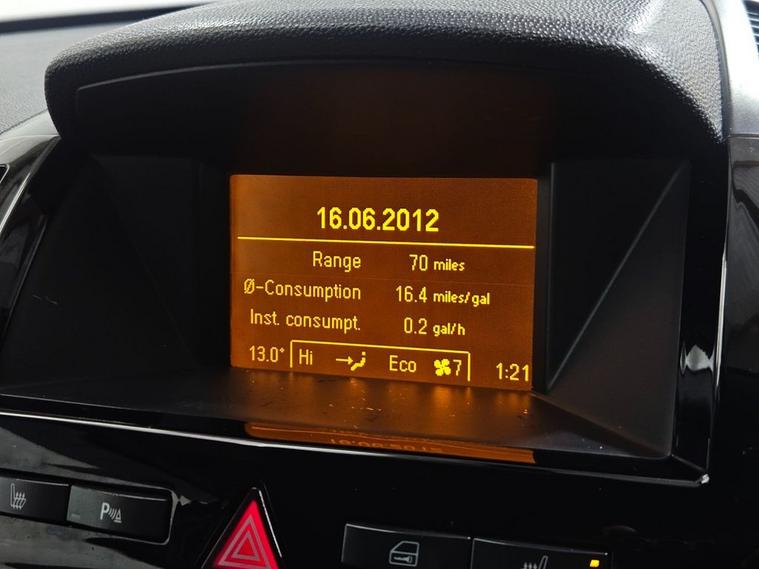 16.06.2012
Range 70 miles
Ø-Consumption 16.4 miles/gal
Inst. consumpt. 0.2 gal/h
13.0° Hi Eco 7 1:21
P